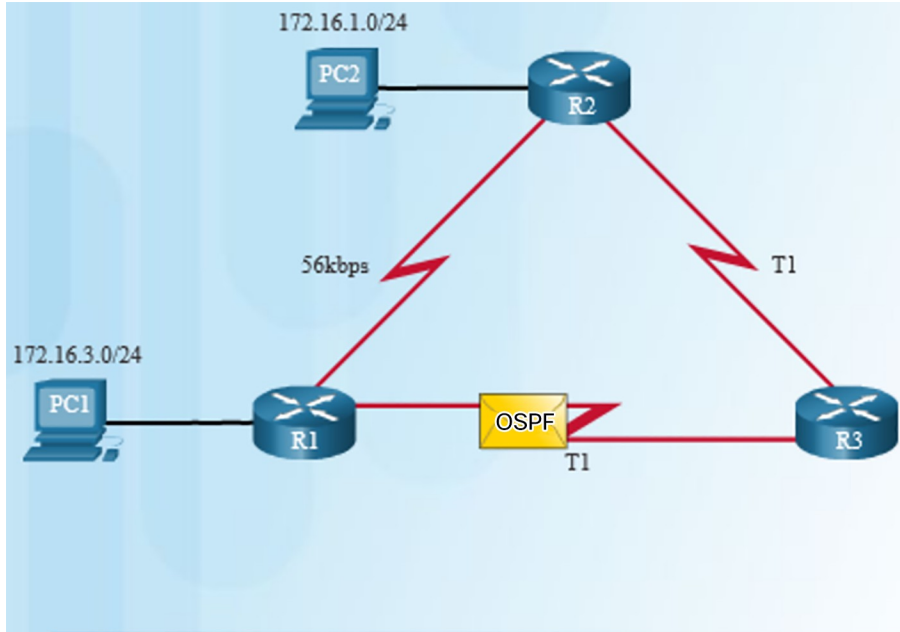 172.16.1.0/24
PC2
R2
56kbps
T1
172.16.3.0/24
PC1
R1
OSPF
T1
R3